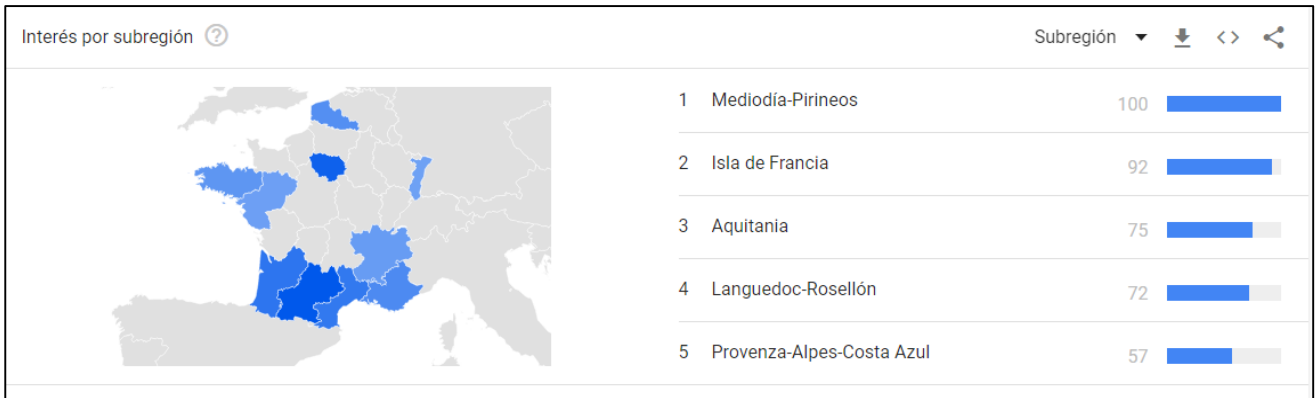 Interés por subregión ?
Subregión
1 Mediodía-Pirineos 100
2 Isla de Francia 92
3 Aquitania 75
4 Languedoc-Rosellón 72
5 Provenza-Alpes-Costa Azul 57